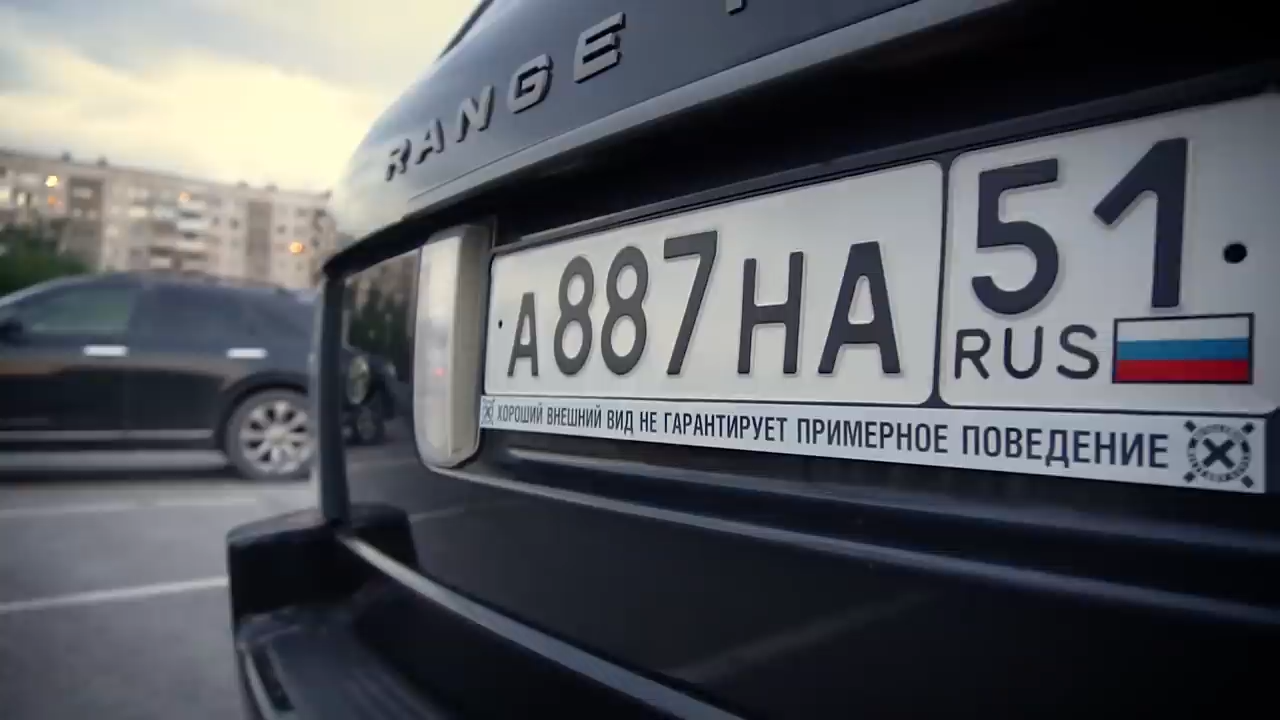 RANGE
А887НА 51
RUS
ХОРОШИЙ ВНЕШНИЙ ВИД НЕ ГАРАНТИРУЕТ ПРИМЕРНОЕ ПОВЕДЕНИЕ